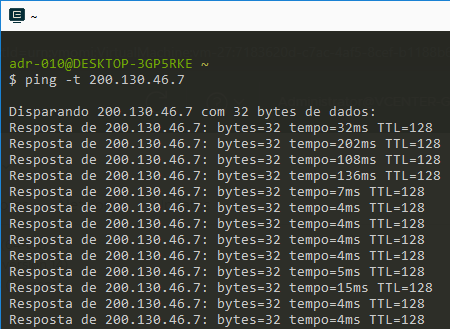 ~
adr-010@DESKTOP-3GP5RKE ~
$ ping -t 200.130.46.7
Disparando 200.130.46.7 com 32 bytes de dados:
Resposta de 200.130.46.7: bytes=32 tempo=32ms TTL=128
Resposta de 200.130.46.7: bytes=32 tempo=202ms TTL=128
Resposta de 200.130.46.7: bytes=32 tempo=108ms TTL=128
Resposta de 200.130.46.7: bytes=32 tempo=136ms TTL=128
Resposta de 200.130.46.7: bytes=32 tempo=7ms TTL=128
Resposta de 200.130.46.7: bytes=32 tempo=4ms TTL=128
Resposta de 200.130.46.7: bytes=32 tempo=4ms TTL=128
Resposta de 200.130.46.7: bytes=32 tempo=4ms TTL=128
Resposta de 200.130.46.7: bytes=32 tempo=4ms TTL=128
Resposta de 200.130.46.7: bytes=32 tempo=5ms TTL=128
Resposta de 200.130.46.7: bytes=32 tempo=15ms TTL=128
Resposta de 200.130.46.7: bytes=32 tempo=4ms TTL=128
Resposta de 200.130.46.7: bytes=32 tempo=4ms TTL=128